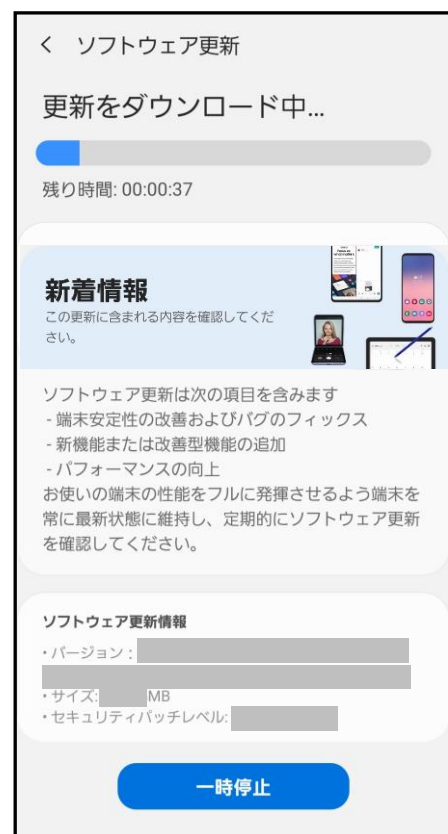 ソフトウェア更新
更新をダウンロード中...
残り時間: 00:00:37
新着情報
この更新に含まれる内容を確認してくだ
さい。
ソフトウェア更新は次の項目を含みます
- 端末安定性の改善およびバグのフィックス
- 新機能または改善型機能の追加
- パフォーマンスの向上
お使いの端末の性能をフルに発揮させるよう端末を
常に最新状態に維持し、定期的にソフトウェア更新
を確認してください。
ソフトウェア更新情報
・バージョン :
・サイズ: MB
・セキュリティパッチレベル:
一時停止